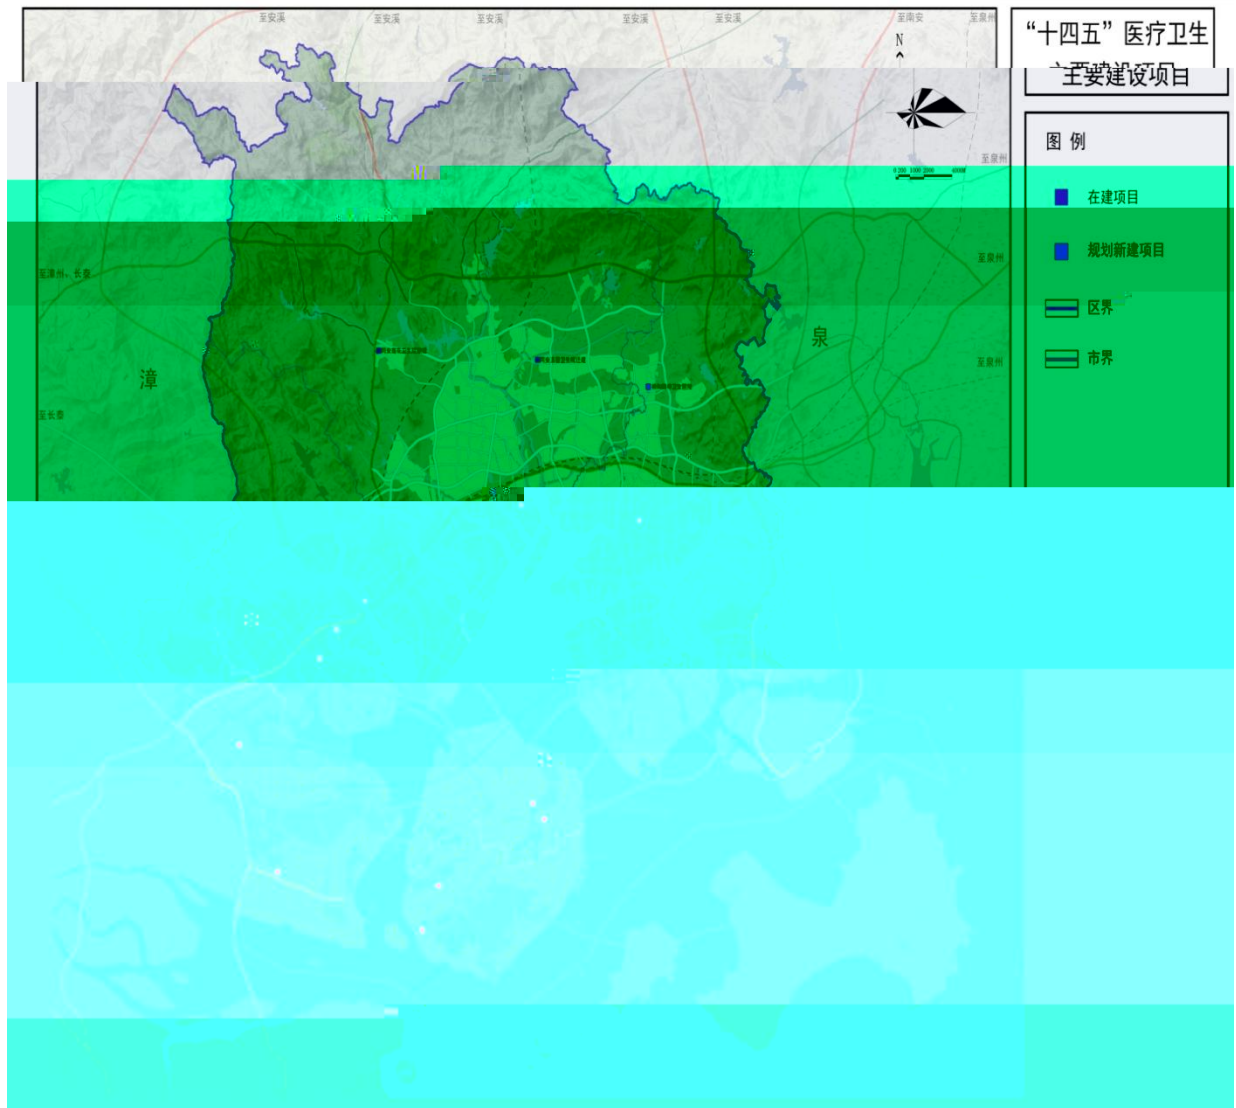 至安溪 至安溪 至安溪 至安溪 至安溪 至南安 至泉州
“十四五”医疗卫生
主要建设项目
N
图 例
至泉州
在建项目
规划新建项目
至泉州
至漳州、长泰
区界
泉
市界
至泉州
漳
至长泰